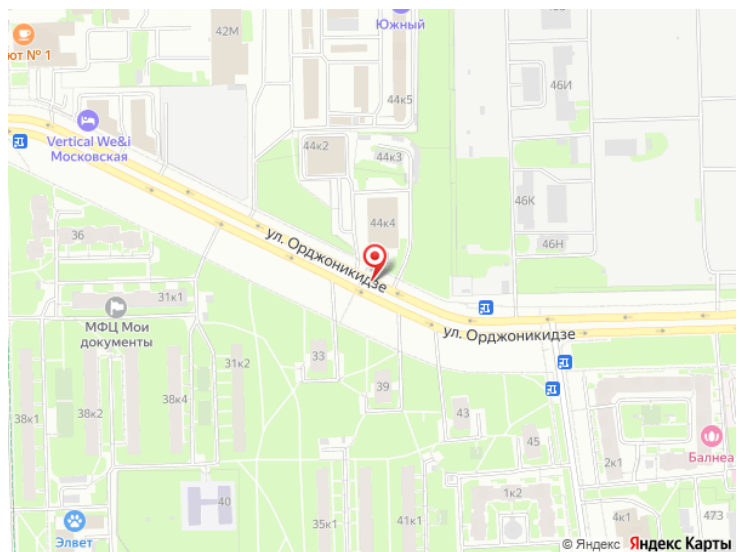 42М
Южный
ют № 1
46И
44к5
Vertical We&i
Московская
44к2
44к3
46К
44к4
46Н
36
ул. Орджоникидзе
31к1
МФЦ Мои
документы
ул. Орджоникидзе
33
31к2
39
38к4
38к2
38к1
43
45
2к1
Балнеа
1к2
40
35к1
41к1
4к1
473
Элвет
© Яндекс Яндекс Карты